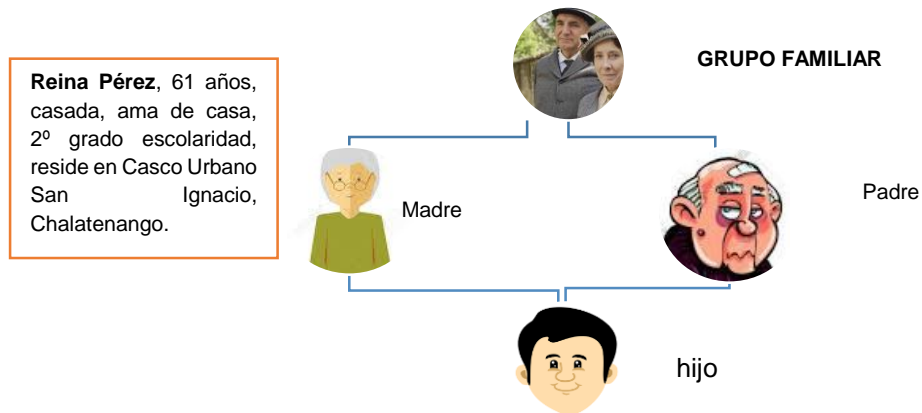 GRUPO FAMILIAR
Reina Pérez, 61 años,
casada, ama de casa,
2º grado escolaridad,
reside en Casco Urbano
San Ignacio,
Chalatenango.
Madre
Padre
hijo